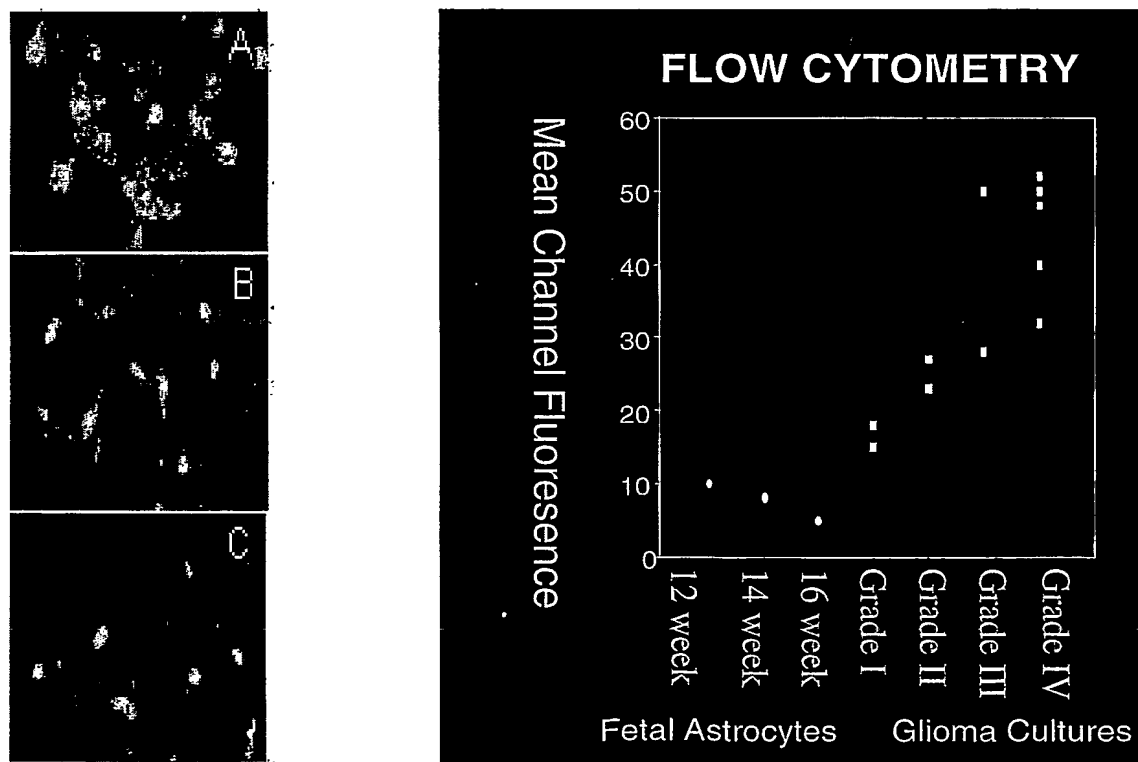 A
B
C
FLOW CYTOMETRY
Mean Channel Fluoresence
60
50
40
30
20
10
0
12 week
14 week
16 week
Grade I
Grade II
Grade III
Grade IV
Fetal Astrocytes
Glioma Cultures